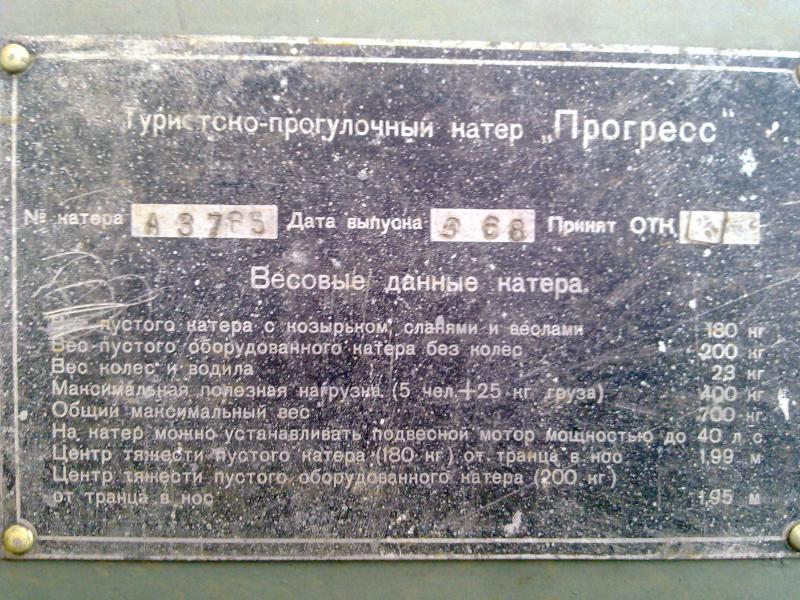 Туристско-прогулочный катер „Прогресс"
№ катера А 3785 Дата выпуска 5 68 Принят ОТК
Весовые данные катера.
пустого катера с козырьком, сланями и веслами 180 кг
Вес пустого оборудованного катера без колес 200 кг
Вес колес и водила 23 кг
Максимальная полезная нагрузка (5 чел.+25 кг. груза) 400 кг
Общий максимальный вес 700 кг
На катер можно устанавливать подвесной мотор мощностью до 40 л с
Центр тяжести пустого катера (180 кг) от транца в нос 1,99 м
Центр тяжести пустого оборудованного катера (200 кг)
от транца в нос 1,95 м